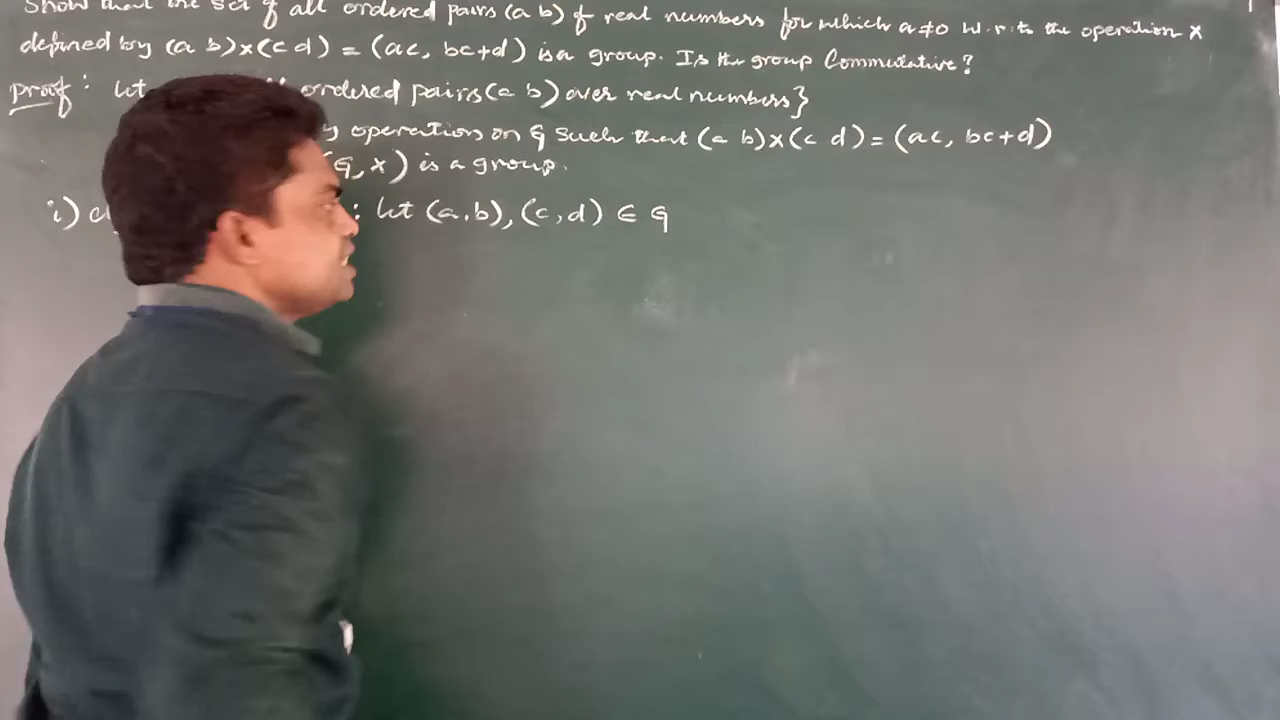 Show that the set of all ordered pairs (a b) of real numbers for which a≠0 w.r.to the operation ×
defined by (a b)×(c d) = (ac, bc+d) is a group. Is the group Commutative?
proof: let ordered pairs (a b) over real numbers}
operation on G such that (a b)×(c d) = (ac, bc+d)
(G, ×) is a group.
i) : let (a,b), (c,d) ∈ G